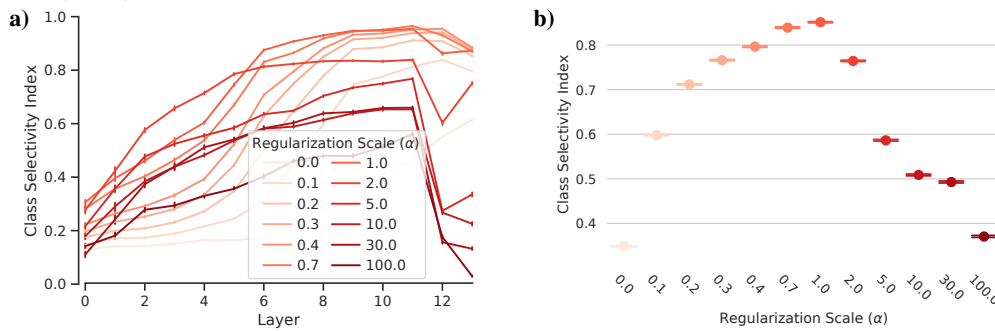 a)
Class Selectivity Index
1.0
0.8
0.6
0.4
0.2
0.0
0 2 4 6 8 10 12
Layer
Regularization Scale (α)
0.0 1.0
0.1 2.0
0.2 5.0
0.3 10.0
0.4 30.0
0.7 100.0
b)
Class Selectivity Index
0.8
0.7
0.6
0.5
0.4
0.0 0.1 0.2 0.3 0.4 0.7 1.0 2.0 5.0 10.0 30.0 100.0
Regularization Scale (α)